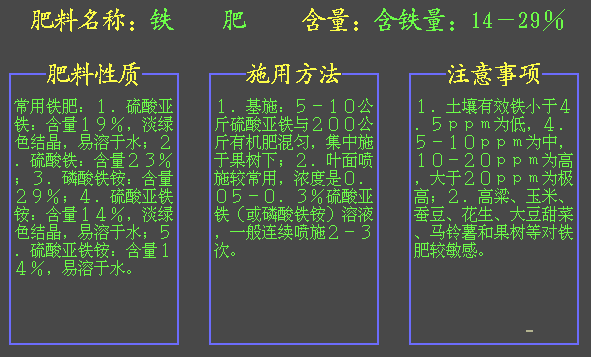 肥料名称：铁　　肥　　含量：含铁量：14－29%
肥料性质
常用铁肥：１．硫酸亚
铁：含量１９％，淡绿
色结晶，易溶于水；２
．硫酸铁：含量２３％
；３．磷酸铁铵：含量
２９％；４．硫酸亚铁
铵：含量１４％，淡绿
色结晶，易溶于水；５
．硫酸亚铁铵：含量１
４％，易溶于水。
施用方法
１．基施：５－１０公
斤硫酸亚铁与２００公
斤有机肥混匀，集中施
于果树下；２．叶面喷
施较常用，浓度是０．
０５－０．３％硫酸亚
铁（或磷酸铁铵）溶液
，一般连续喷施２－３
次。
注意事项
１．土壤有效铁小于４
．５ｐｐｍ为低，４．
５－１０ｐｐｍ为中，
１０－２０ｐｐｍ为高
，大于２０ｐｐｍ为极
高；２．高粱、玉米、
蚕豆、花生、大豆甜菜
、马铃薯和果树等对铁
肥较敏感。